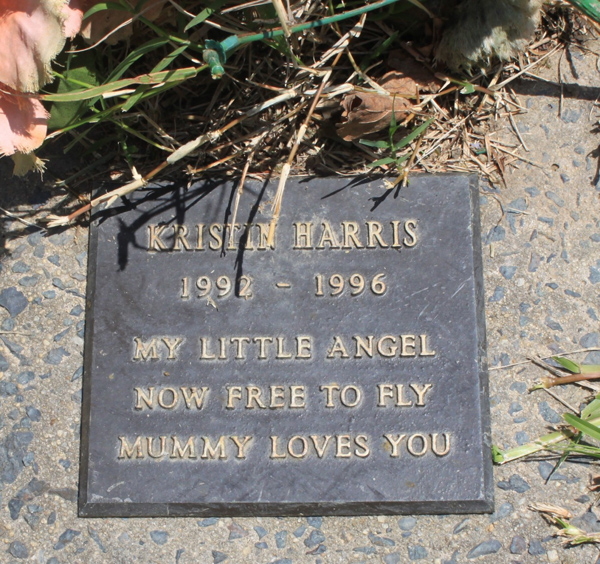 KRISTIN HARRIS
1992 - 1996
MY LITTLE ANGEL
NOW FREE TO FLY
MUMMY LOVES YOU